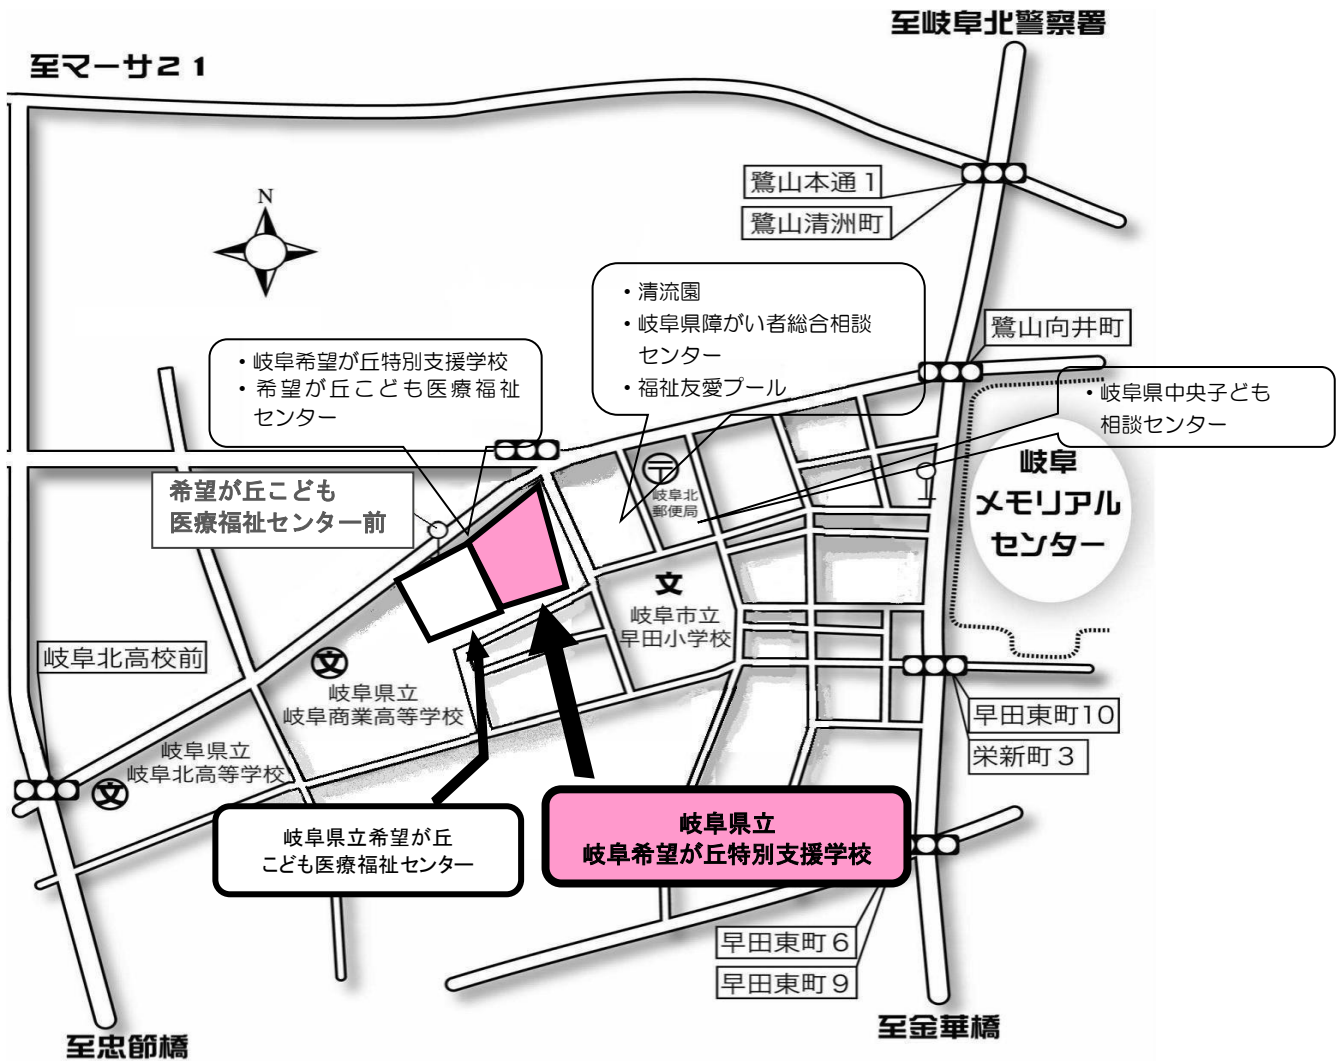 至岐阜北警察署
至マーサ21
鷺山本通1
鷺山清洲町
N
・清流園
・岐阜県障がい者総合相談
センター
・福祉友愛プール
鷺山向井町
・岐阜希望が丘特別支援学校
・希望が丘こども医療福祉
センター
・岐阜県中央子ども
相談センター
岐阜
メモリアル
センター
希望が丘こども
医療福祉センター前
〒
岐阜北
郵便局
文
岐阜市立
早田小学校
岐阜北高校前
文
岐阜県立
岐阜商業高等学校
早田東町10
栄新町3
岐阜県立
岐阜北高等学校
文
岐阜県立希望が丘
こども医療福祉センター
岐阜県立
岐阜希望が丘特別支援学校
早田東町6
早田東町9
至忠節橋
至金華橋